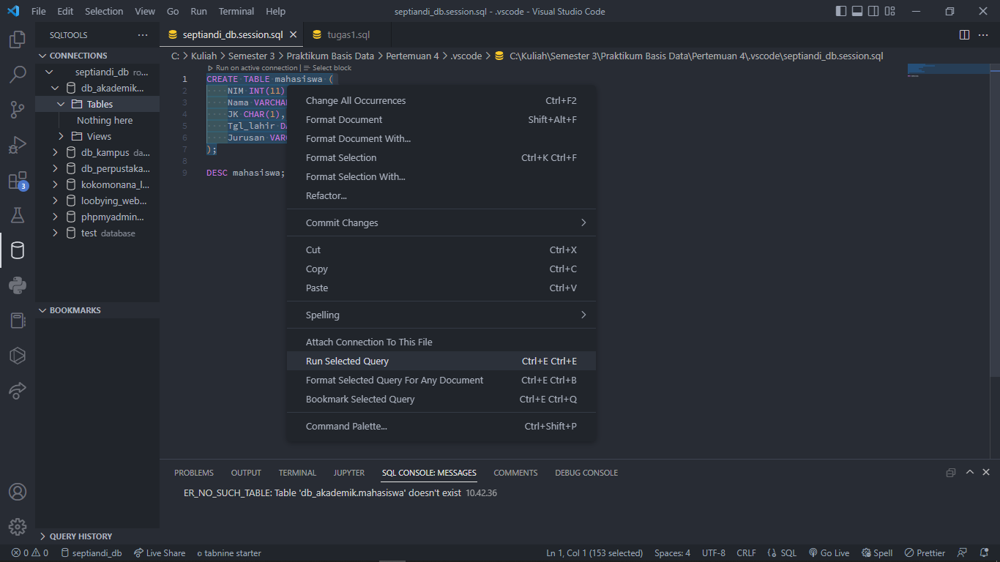 File Edit Selection View Go Run Terminal Help septiandi_db.session.sql - .vscode - Visual Studio Code
SQLTOOLS ···
septiandi_db.session.sql tugas1.sql
CONNECTIONS
C: > Kuliah > Semester 3 > Praktikum Basis Data > Pertemuan 4 > .vscode > C:\Kuliah\Semester 3\Praktikum Basis Data\Pertemuan 4\.vscode\septiandi_db.session.sql
septiandi_db ro...
db_akademik...
Tables
Nothing here
Views
db_kampus da...
db_perpustaka...
kokomonana_l...
loobying_web...
phpmyadmin...
test database
3
BOOKMARKS
QUERY HISTORY
Run on active connection | Select block
1 CREATE TABLE mahasiswa (
2 NIM INT(11)
3 Nama VARCHA
4 JK CHAR(1),
5 Tgl_lahir DA
6 Jurusan VARC
7 );
8
9 DESC mahasiswa;
Change All Occurrences Ctrl+F2
Format Document Shift+Alt+F
Format Document With...
Format Selection Ctrl+K Ctrl+F
Format Selection With...
Refactor...
Commit Changes
Cut Ctrl+X
Copy Ctrl+C
Paste Ctrl+V
Spelling
Attach Connection To This File
Run Selected Query Ctrl+E Ctrl+E
Format Selected Query For Any Document Ctrl+E Ctrl+B
Bookmark Selected Query Ctrl+E Ctrl+Q
Command Palette... Ctrl+Shift+P
PROBLEMS OUTPUT TERMINAL JUPYTER SQL CONSOLE: MESSAGES COMMENTS DEBUG CONSOLE
ER_NO_SUCH_TABLE: Table 'db_akademik.mahasiswa' doesn't exist 10.42.36
0 0 septiandi_db Live Share tabnine starter Ln 1, Col 1 (153 selected) Spaces: 4 UTF-8 CRLF SQL Go Live Spell Prettier